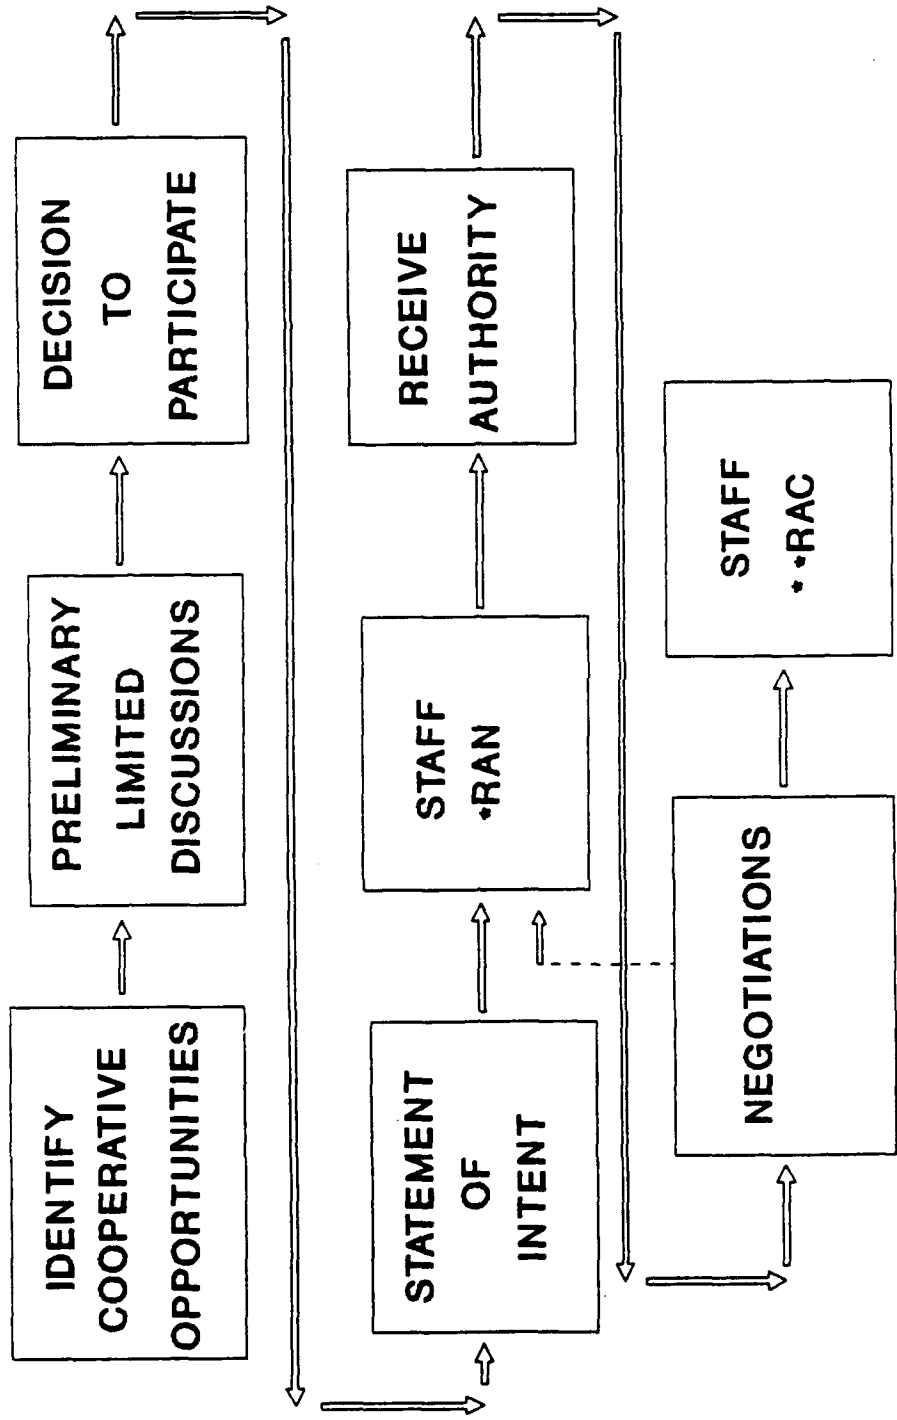 IDENTIFY
COOPERATIVE
OPPORTUNITIES
PRELIMINARY
LIMITED
DISCUSSIONS
DECISION
TO
PARTICIPATE
STATEMENT
OF
INTENT
STAFF
*RAN
RECEIVE
AUTHORITY
NEGOTIATIONS
STAFF
**RAC